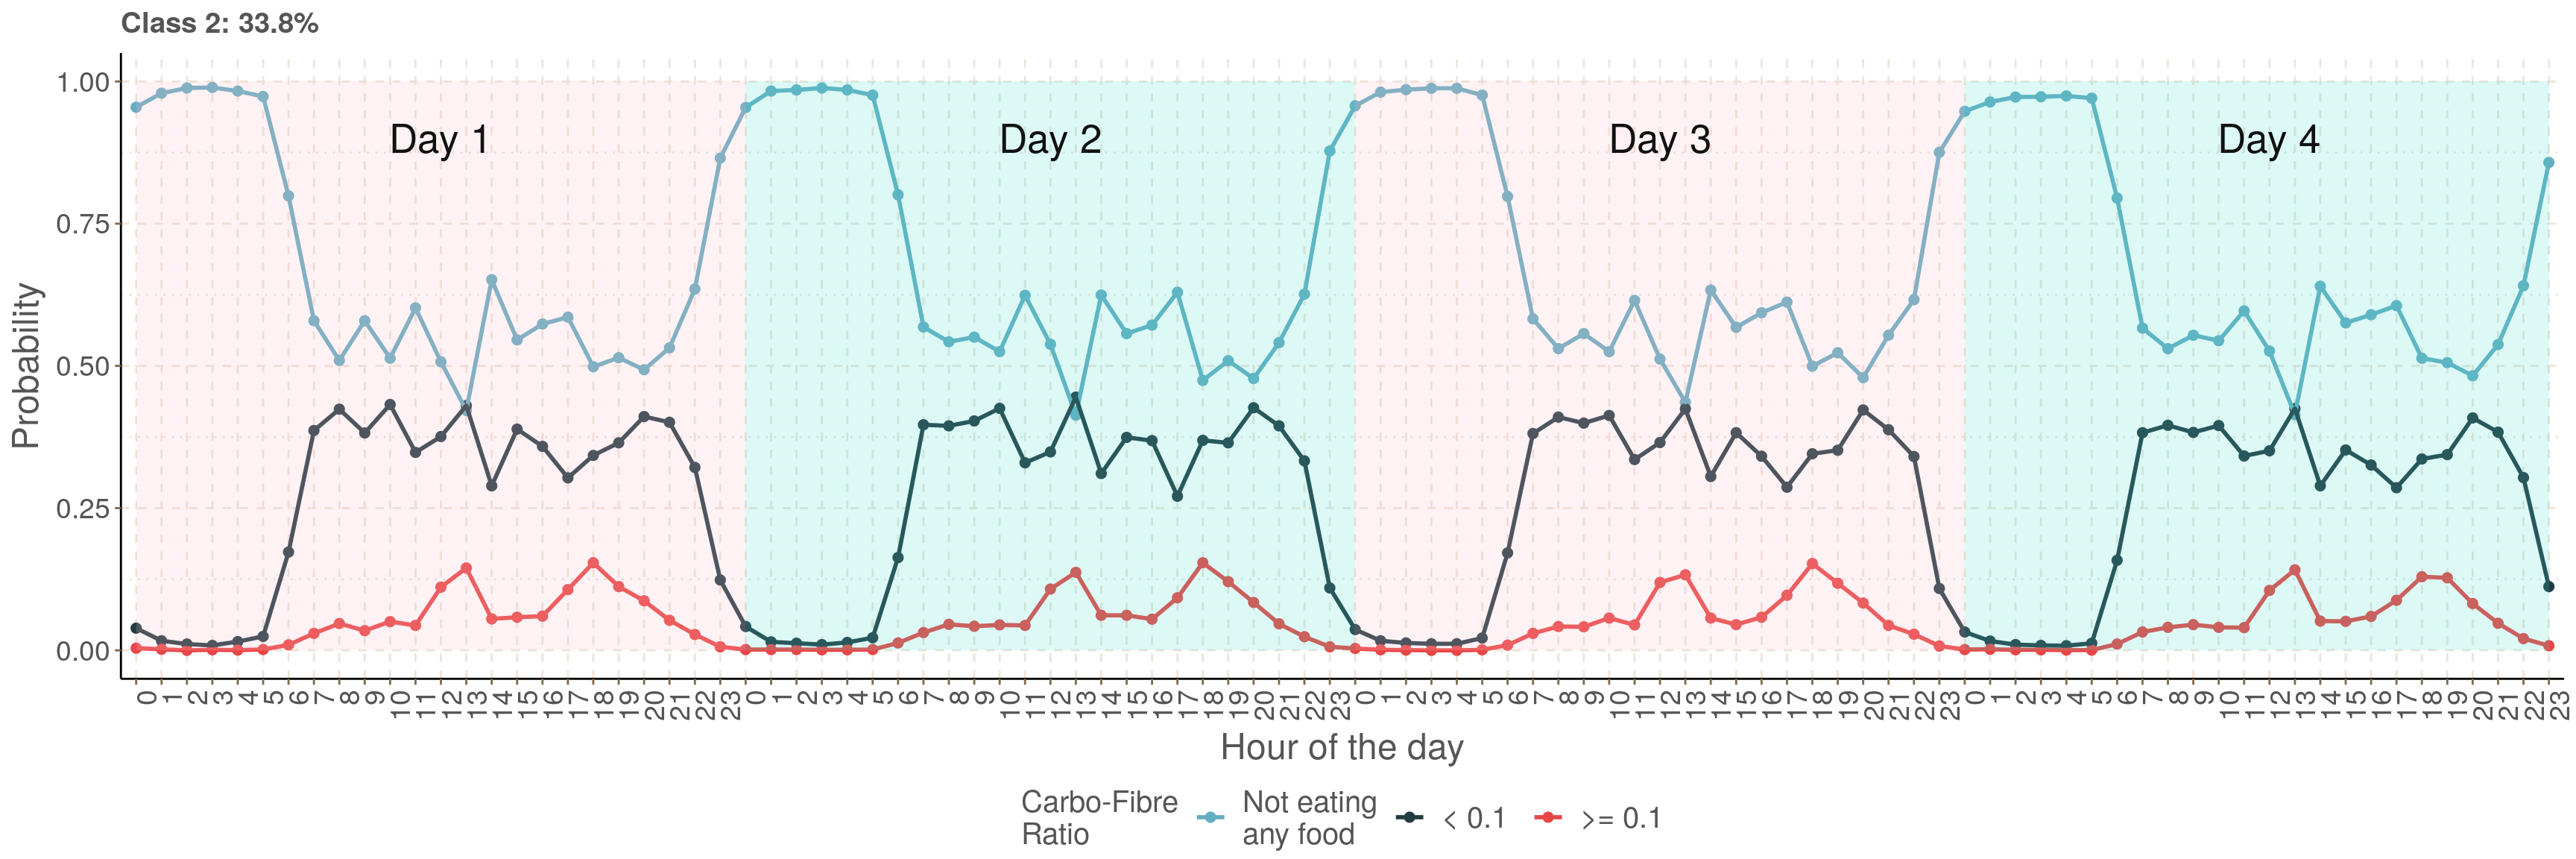 Class 2: 33.8%
1.00
0.75
0.50
0.25
0.00
Probability
Day 1
Day 2
Day 3
Day 4
0 1 2 3 4 5 6 7 8 9 10 11 12 13 14 15 16 17 18 19 20 21 22 23 0 1 2 3 4 5 6 7 8 9 10 11 12 13 14 15 16 17 18 19 20 21 22 23 0 1 2 3 4 5 6 7 8 9 10 11 12 13 14 15 16 17 18 19 20 21 22 23 0 1 2 3 4 5 6 7 8 9 10 11 12 13 14 15 16 17 18 19 20 21 22 23
Hour of the day
Carbo-Fibre
Ratio
Not eating
any food
< 0.1
>= 0.1